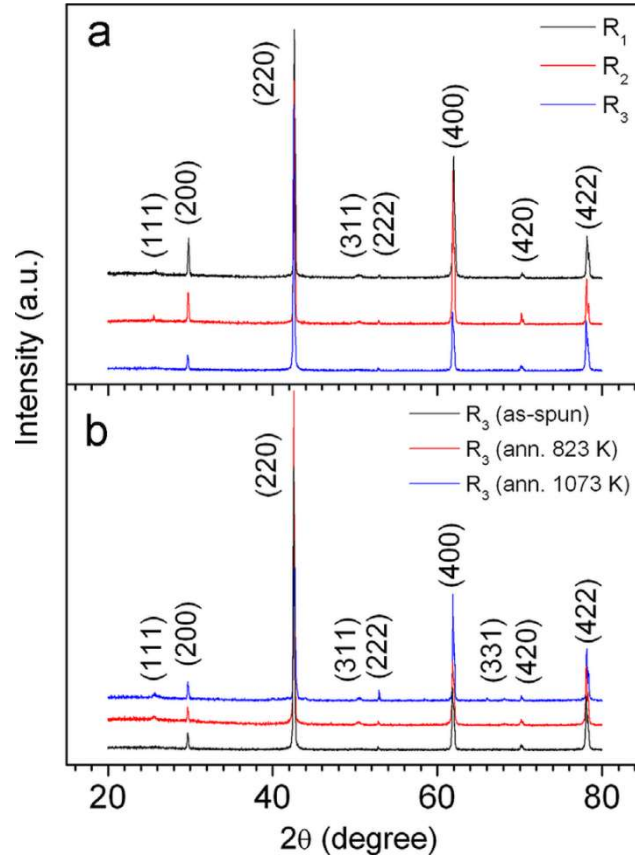 a
R₁
R₂
R₃
(111)
(200)
(220)
(311)
(222)
(400)
(420)
(422)
Intensity (a.u.)
b
R₃ (as-spun)
R₃ (ann. 823 K)
R₃ (ann. 1073 K)
(111)
(200)
(220)
(311)
(222)
(400)
(331)
(420)
(422)
20 40 60 80
2θ (degree)